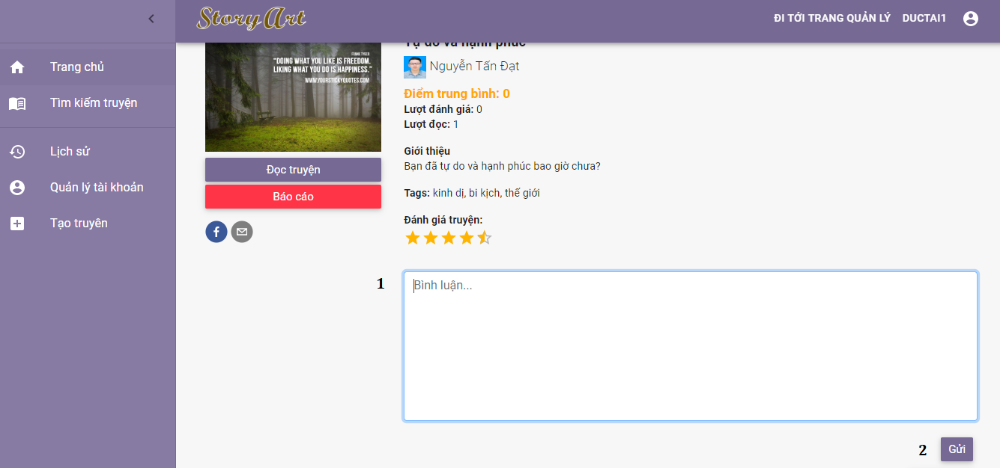 Story Art
ĐI TỚI TRANG QUẢN LÝ DUCTAI1
Trang chủ
Tìm kiếm truyện
Lịch sử
Quản lý tài khoản
Tạo truyên
FRANK TYGER
"DOING WHAT YOU LIKE IS FREEDOM.
LIKING WHAT YOU DO IS HAPPINESS."
WWW.YOURSTICKYQUOTES.COM
Đọc truyện
Báo cáo
Tự do và hạnh phúc
Nguyễn Tấn Đạt
Điểm trung bình: 0
Lượt đánh giá: 0
Lượt đọc: 1
Giới thiệu
Bạn đã tự do và hạnh phúc bao giờ chưa?
Tags: kinh dị, bi kịch, thế giới
Đánh giá truyện:
1
Bình luận...
2
Gửi